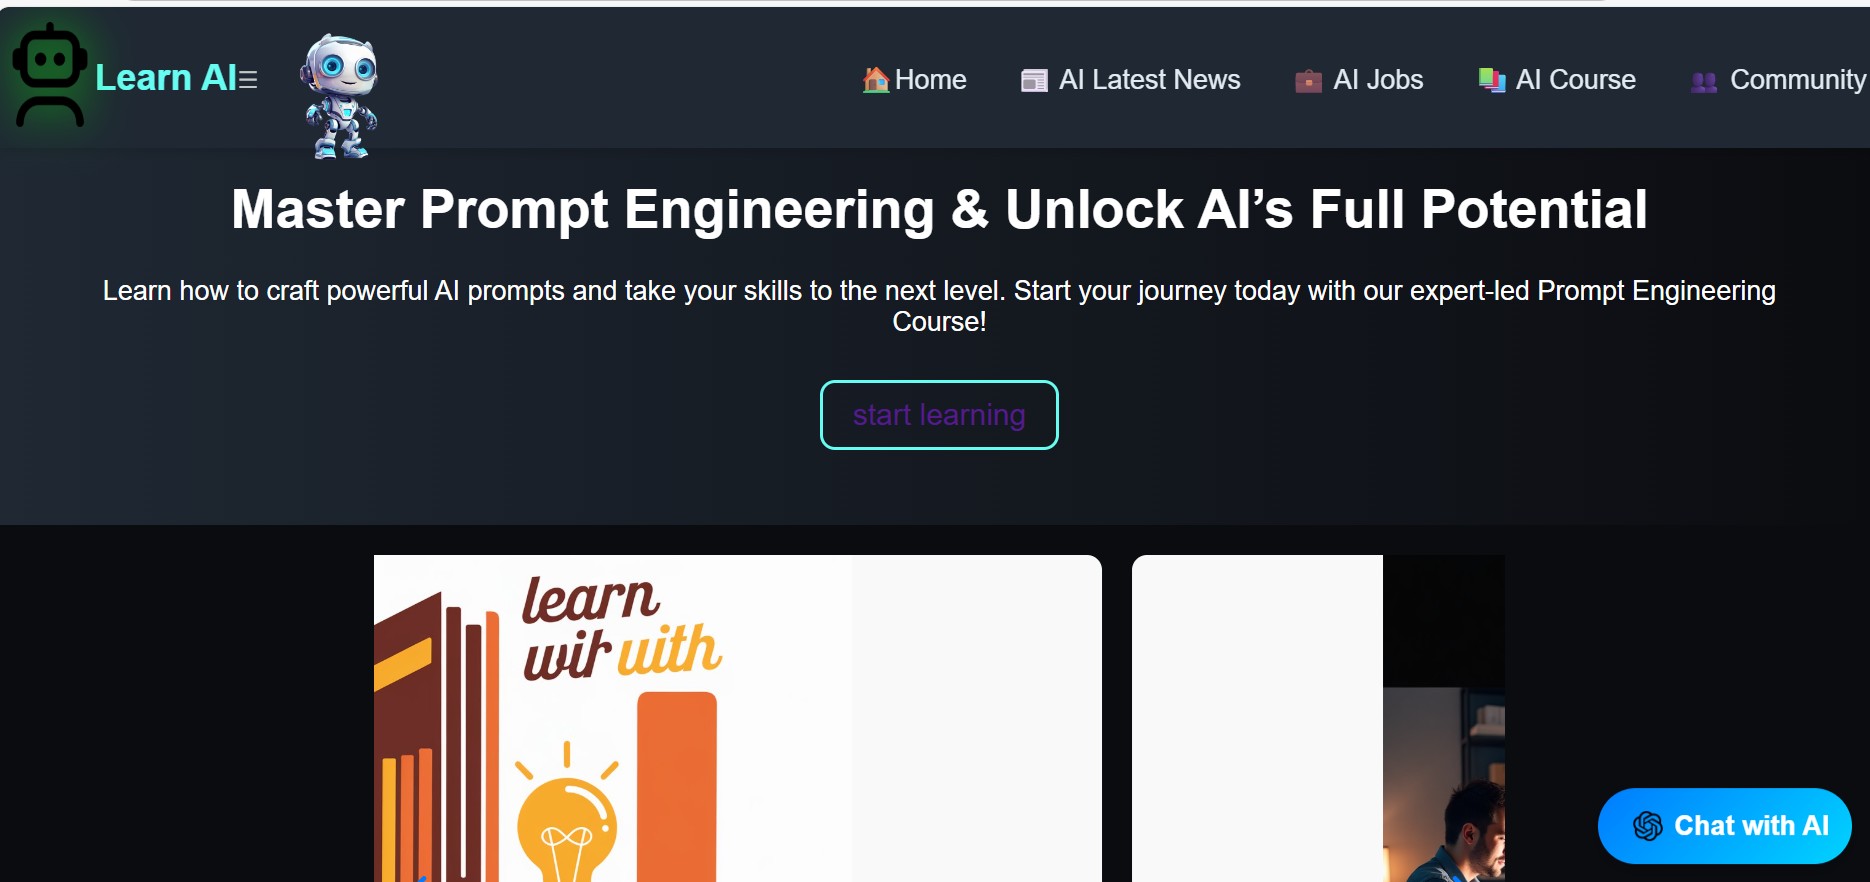 Learn AI
Home
AI Latest News
AI Jobs
AI Course
Community
Master Prompt Engineering & Unlock AI’s Full Potential
Learn how to craft powerful AI prompts and take your skills to the next level. Start your journey today with our expert-led Prompt Engineering
Course!
start learning
learn
wir with
Chat with AI